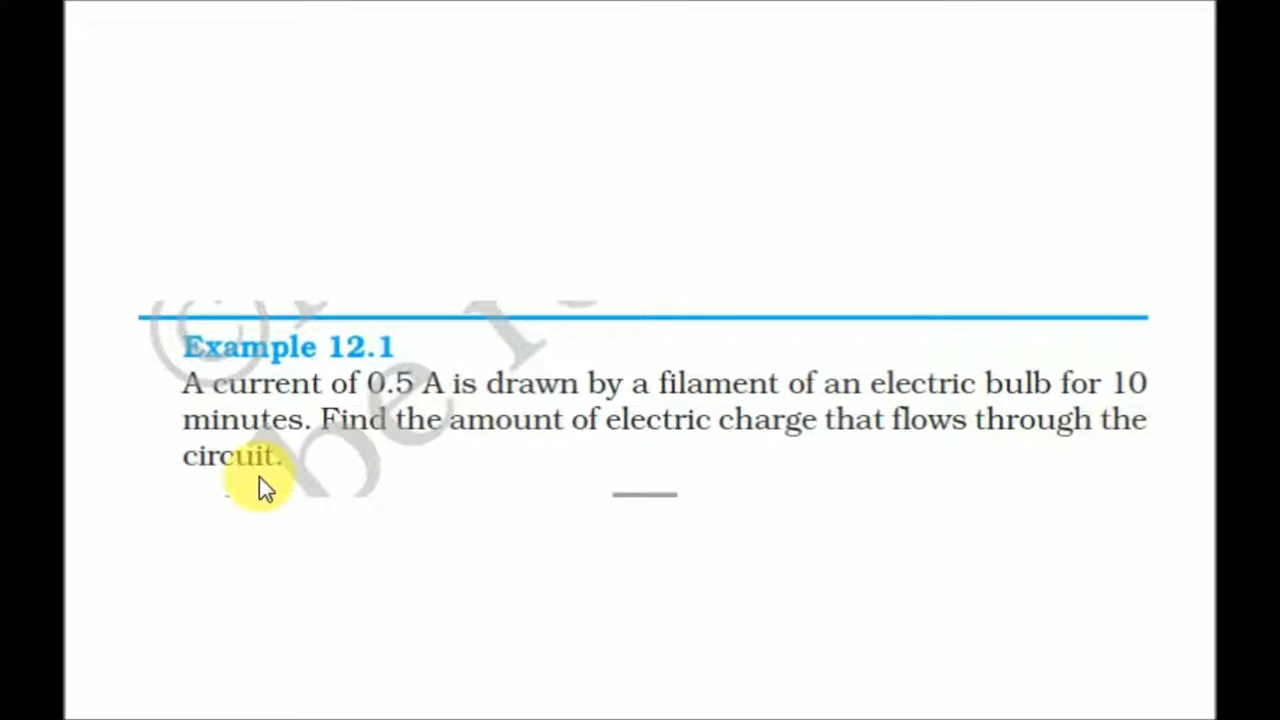 Example 12.1
A current of 0.5 A is drawn by a filament of an electric bulb for 10
minutes. Find the amount of electric charge that flows through the
circuit.